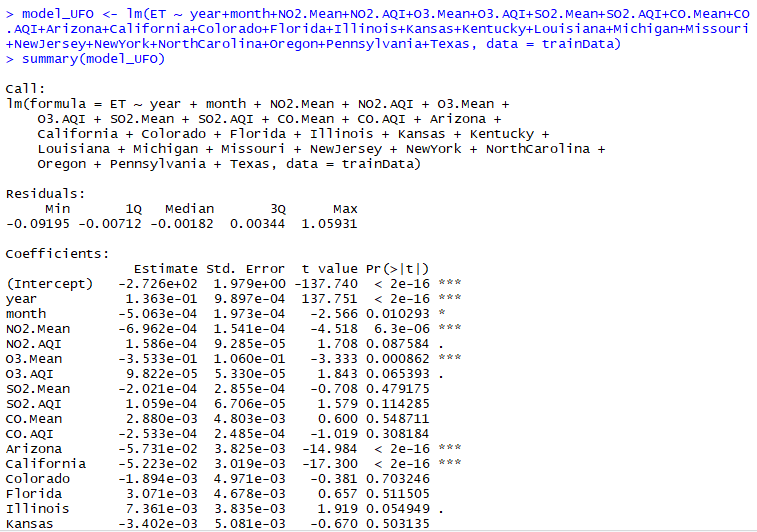 > model_UFO <- lm(ET ~ year+month+NO2.Mean+NO2.AQI+O3.Mean+O3.AQI+SO2.Mean+SO2.AQI+CO.Mean+CO
.AQI+Arizona+California+Colorado+Florida+Illinois+Kansas+Kentucky+Louisiana+Michigan+Missouri
+NewJersey+NewYork+NorthCarolina+Oregon+Pennsylvania+Texas, data = trainData)
> summary(model_UFO)
Call:
lm(formula = ET ~ year + month + NO2.Mean + NO2.AQI + O3.Mean +
O3.AQI + SO2.Mean + SO2.AQI + CO.Mean + CO.AQI + Arizona +
California + Colorado + Florida + Illinois + Kansas + Kentucky +
Louisiana + Michigan + Missouri + NewJersey + NewYork + NorthCarolina +
Oregon + Pennsylvania + Texas, data = trainData)
Residuals:
Min 1Q Median 3Q Max
-0.09195 -0.00712 -0.00182 0.00344 1.05931
Coefficients:
Estimate Std. Error t value Pr(>|t|)
(Intercept) -2.726e+02 1.979e+00 -137.740 < 2e-16 ***
year 1.363e-01 9.897e-04 137.751 < 2e-16 ***
month -5.063e-04 1.973e-04 -2.566 0.010293 *
NO2.Mean -6.962e-04 1.541e-04 -4.518 6.3e-06 ***
NO2.AQI 1.586e-04 9.285e-05 1.708 0.087584 .
O3.Mean -3.533e-01 1.060e-01 -3.333 0.000862 ***
O3.AQI 9.822e-05 5.330e-05 1.843 0.065393 .
SO2.Mean -2.021e-04 2.855e-04 -0.708 0.479175
SO2.AQI 1.059e-04 6.706e-05 1.579 0.114285
CO.Mean 2.880e-03 4.803e-03 0.600 0.548711
CO.AQI -2.533e-04 2.485e-04 -1.019 0.308184
Arizona -5.731e-02 3.825e-03 -14.984 < 2e-16 ***
California -5.223e-02 3.019e-03 -17.300 < 2e-16 ***
Colorado -1.894e-03 4.971e-03 -0.381 0.703246
Florida 3.071e-03 4.678e-03 0.657 0.511505
Illinois 7.361e-03 3.835e-03 1.919 0.054949 .
Kansas -3.402e-03 5.081e-03 -0.670 0.503135